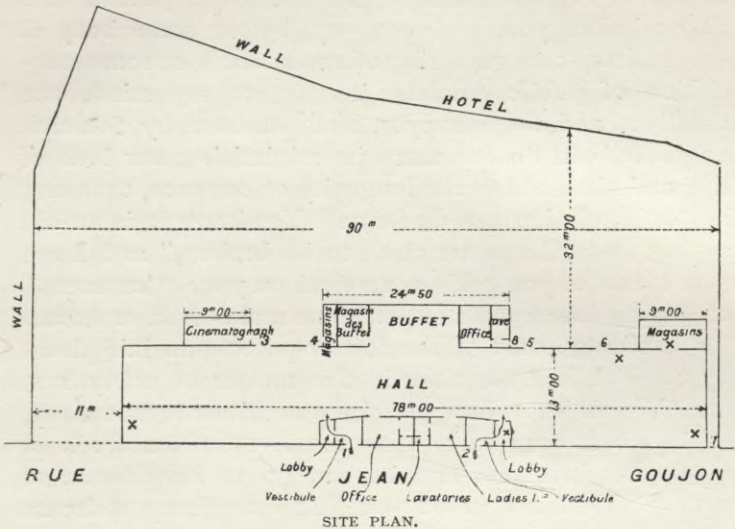 WALL
HOTEL
WALL
90 m
32 m 00
24 m 50
9 m 00
9 m 00
Cinematograph
3
4
Magasins
Magasin
des
Buffet
BUFFET
Office
Lave
8
5
6
Magasins
HALL
78 m 00
13 m 00
11 m
1
2
7
RUE
JEAN
GOUJON
Lobby
Lobby
Vestibule
Office
Lavatories
Ladies
Vestibule
SITE PLAN.